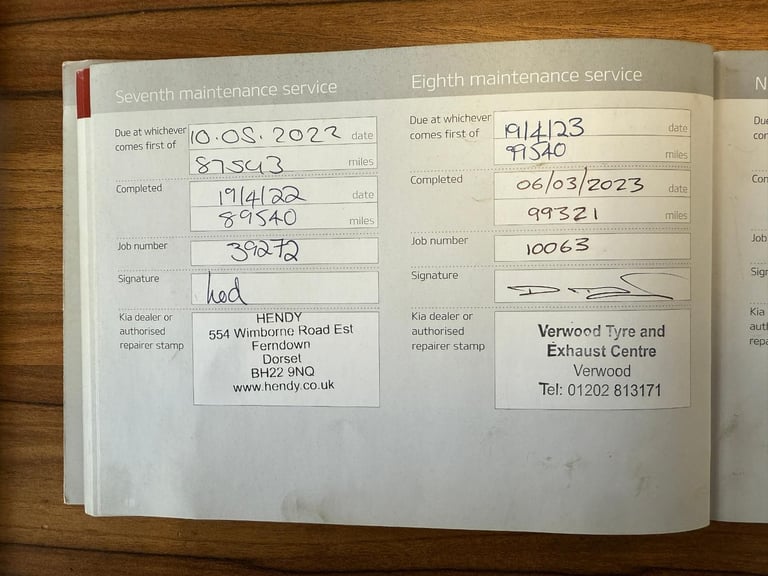 Seventh maintenance service
Due at whichever comes first of
10.05.2022 date
87543 miles
Completed
19/4/22 date
89540 miles
Job number
39272
Signature
Kia dealer or authorised repairer stamp
HENDY
554 Wimborne Road Est
Ferndown
Dorset
BH22 9NQ
www.hendy.co.uk
Eighth maintenance service
Due at whichever comes first of
19/4/23 date
99540 miles
Completed
06/03/2023 date
99321 miles
Job number
10063
Signature
Kia dealer or authorised repairer stamp
Verwood Tyre and
Exhaust Centre
Verwood
Tel: 01202 813171